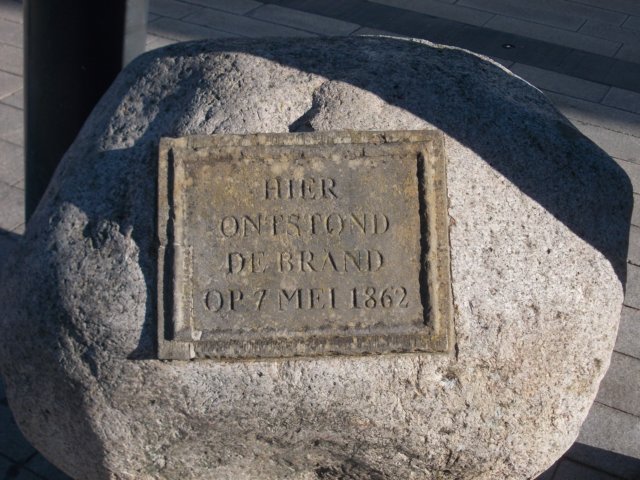 HIER
ONTSTOND
DE BRAND
OP 7 MEI 1862